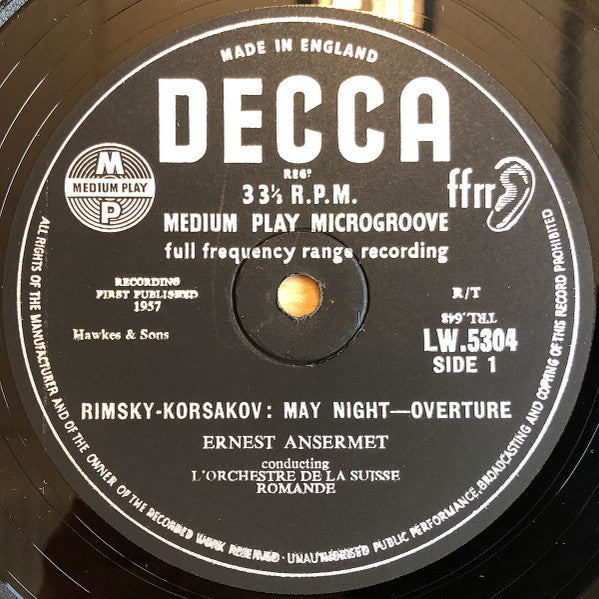 MADE IN ENGLAND
DECCA
REGD
33⅓ R.P.M.
MP
MEDIUM PLAY
ffrr
MEDIUM PLAY MICROGROOVE
full frequency range recording
RECORDING
FIRST PUBLISHED
1957
R/T
TRL.648
Hawkes & Sons
LW.5304
SIDE 1
RIMSKY-KORSAKOV: MAY NIGHT—OVERTURE
ERNEST ANSERMET
conducting
L'ORCHESTRE DE LA SUISSE
ROMANDE
ALL RIGHTS OF THE MANUFACTURER AND OF THE OWNER OF THE RECORDED WORK RESERVED · UNAUTHORISED PUBLIC PERFORMANCE, BROADCASTING AND COPYING OF THIS RECORD PROHIBITED